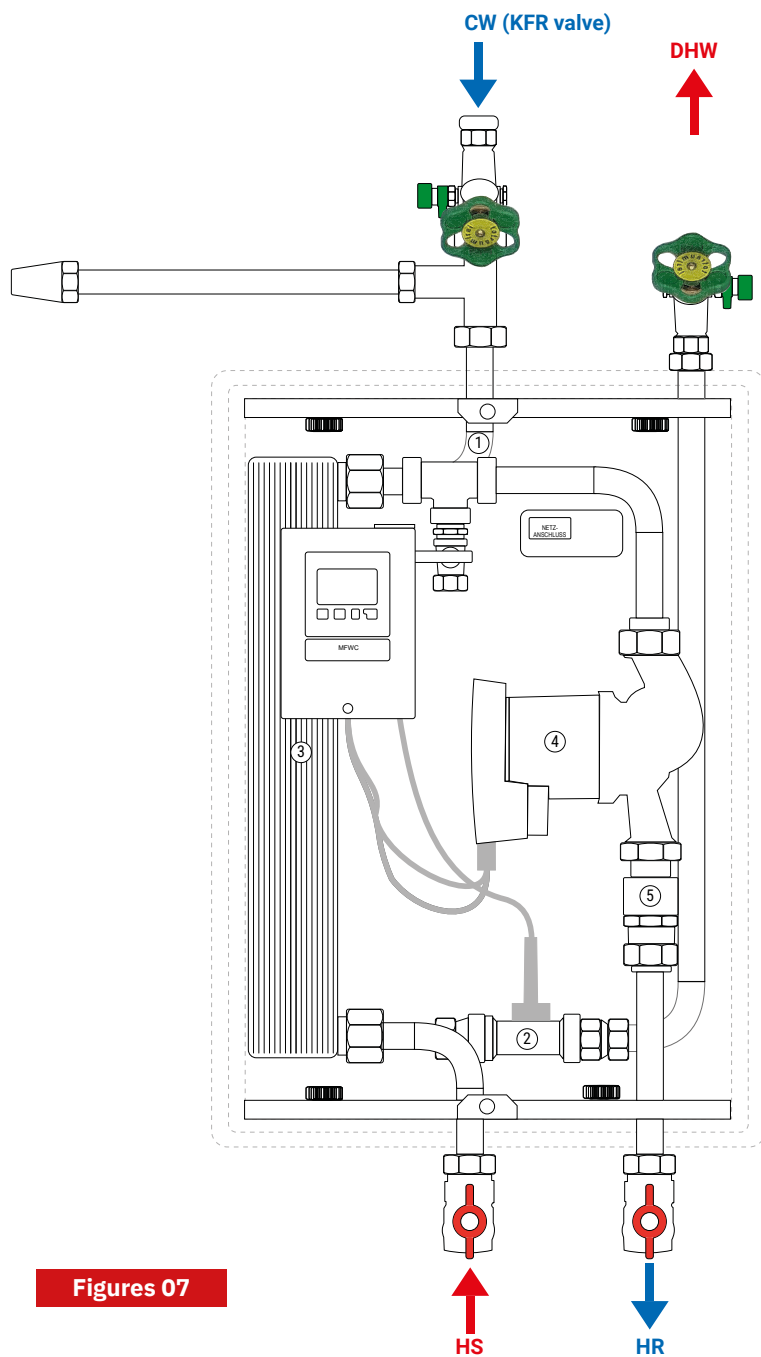 CW (KFR valve)
DHW
1
NETZ-
ANSCHLUSS
MFWC
3
4
5
2
Figures 07
HS
HR